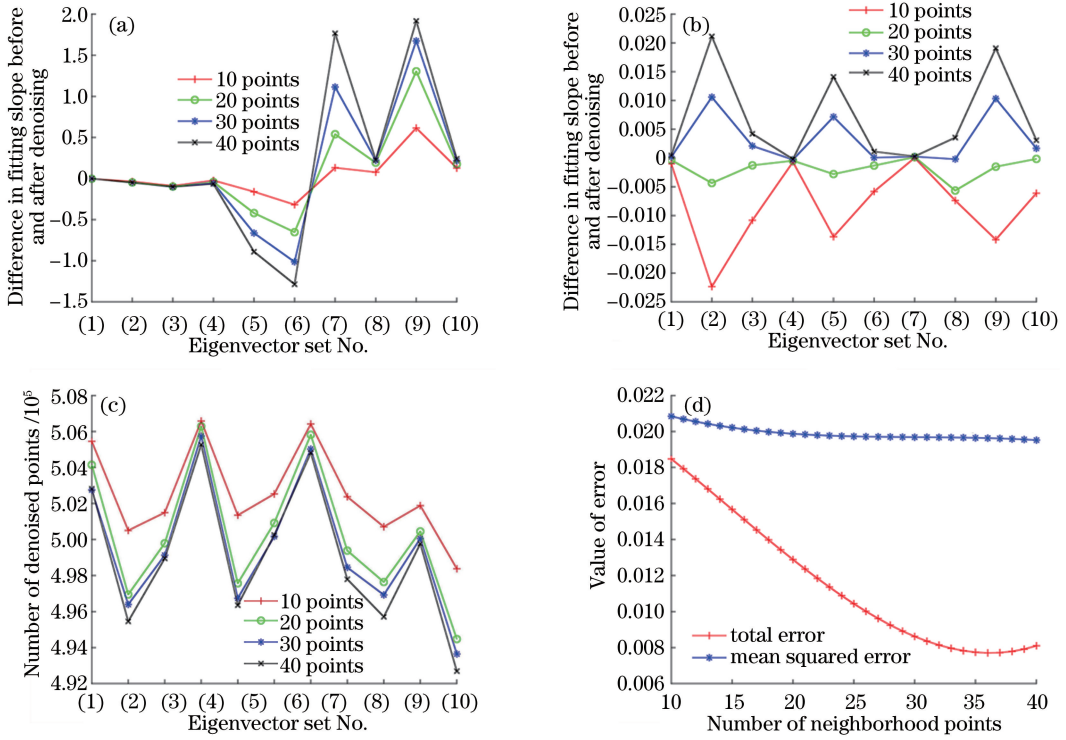 (a)
Difference in fitting slope before
and after denoising
2.0
1.5
1.0
0.5
0
−0.5
−1.0
−1.5
10 points
20 points
30 points
40 points
(1) (2) (3) (4) (5) (6) (7) (8) (9) (10)
Eigenvector set No.
(b)
Difference in fitting slope before
and after denoising
0.025
0.020
0.015
0.010
0.005
0
−0.005
−0.010
−0.015
−0.020
−0.025
10 points
20 points
30 points
40 points
(1) (2) (3) (4) (5) (6) (7) (8) (9) (10)
Eigenvector set No.
(c)
Number of denoised points /10⁵
5.08
5.06
5.04
5.02
5.00
4.98
4.96
4.94
4.92
10 points
20 points
30 points
40 points
(1) (2) (3) (4) (5) (6) (7) (8) (9) (10)
Eigenvector set No.
(d)
Value of error
0.022
0.020
0.018
0.016
0.014
0.012
0.010
0.008
0.006
total error
mean squared error
10 15 20 25 30 35 40
Number of neighborhood points